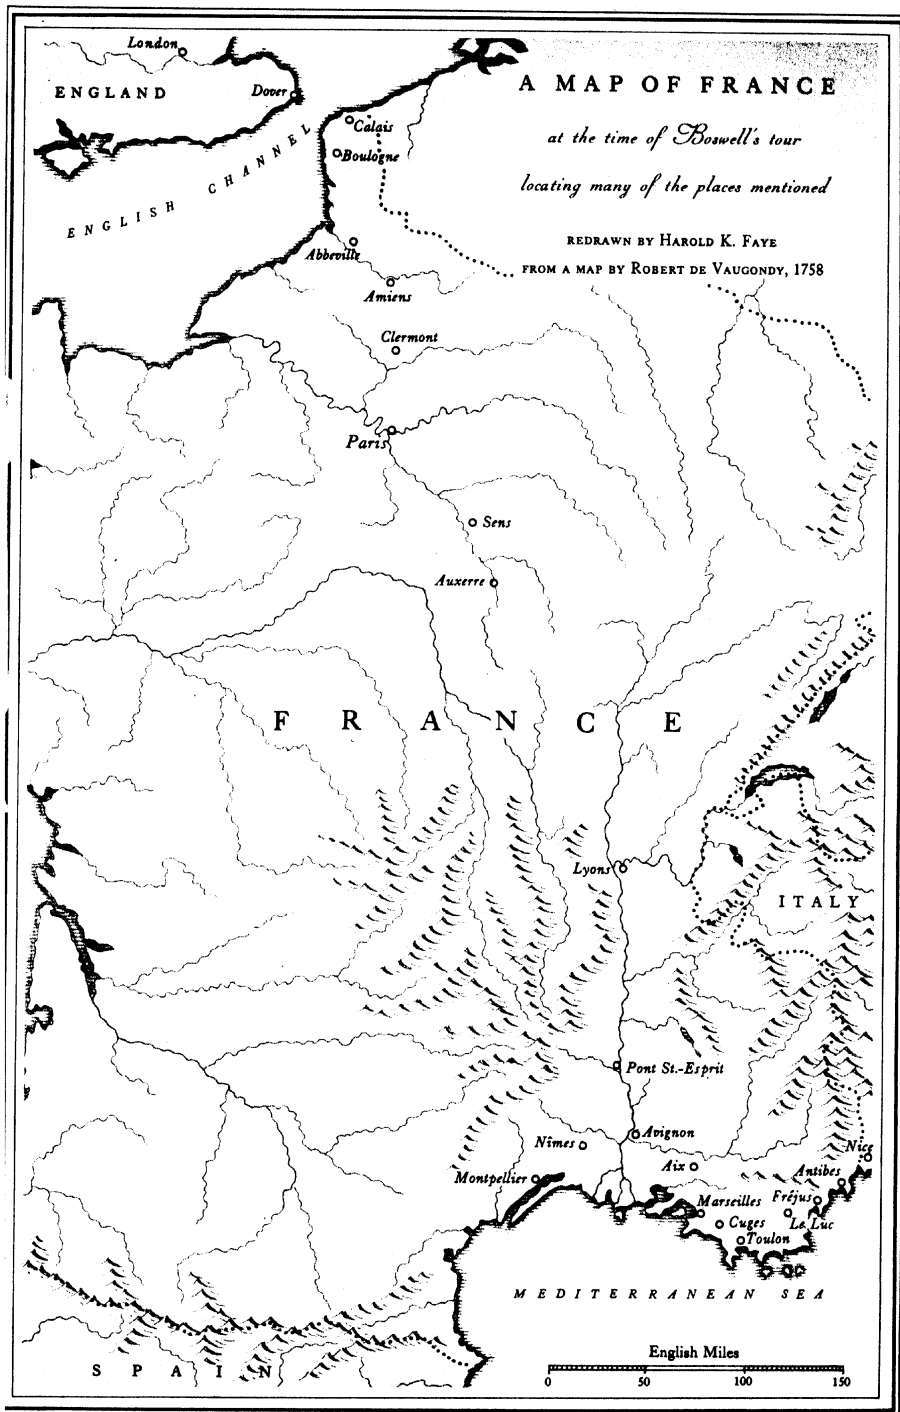 London
ENGLAND
Dover
A MAP OF FRANCE
at the time of Boswell's tour
locating many of the places mentioned
REDRAWN BY HAROLD K. FAYE
FROM A MAP BY ROBERT DE VAUGONDY, 1758
Calais
Boulogne
ENGLISH CHANNEL
Abbeville
Amiens
Clermont
Paris
Sens
Auxerre
FRANCE
Lyons
ITALY
Pont St.-Esprit
Avignon
Nîmes
Nice
Aix
Antibes
Montpellier
Marseilles
Fréjus
Cuges
Le Luc
Toulon
MEDITERRANEAN SEA
English Miles
0 50 100 150
SPAIN